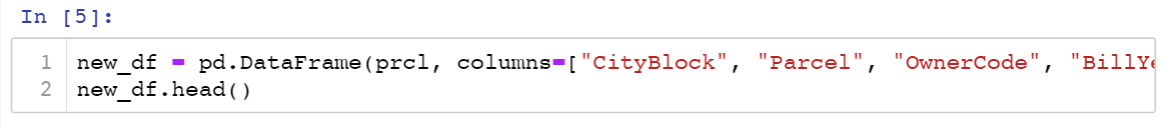 In [5]:
1 new_df = pd.DataFrame(prcl, columns=["CityBlock", "Parcel", "OwnerCode", "BillYe
2 new_df.head()